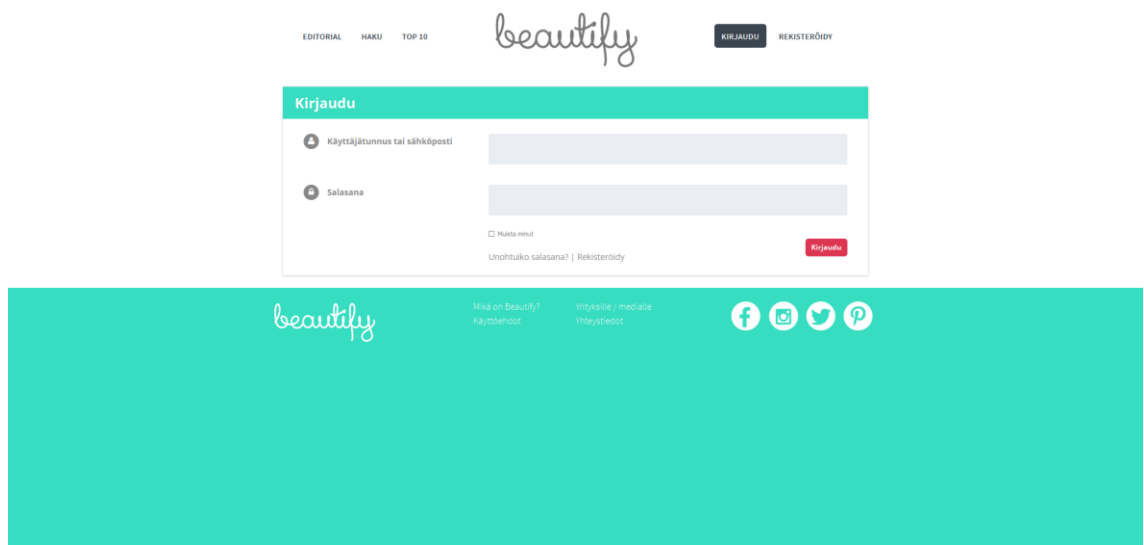 EDITORIAL HAKU TOP 10 beautify KIRJAUDU REKISTERÖIDY
Kirjaudu
Käyttäjätunnus tai sähköposti
Salasana
Muista minut
Kirjaudu
Unohtuiko salasana? | Rekisteröidy
beautify
Mikä on Beautify? Yrityksille / medialle
Käyttöehdot Yhteystiedot